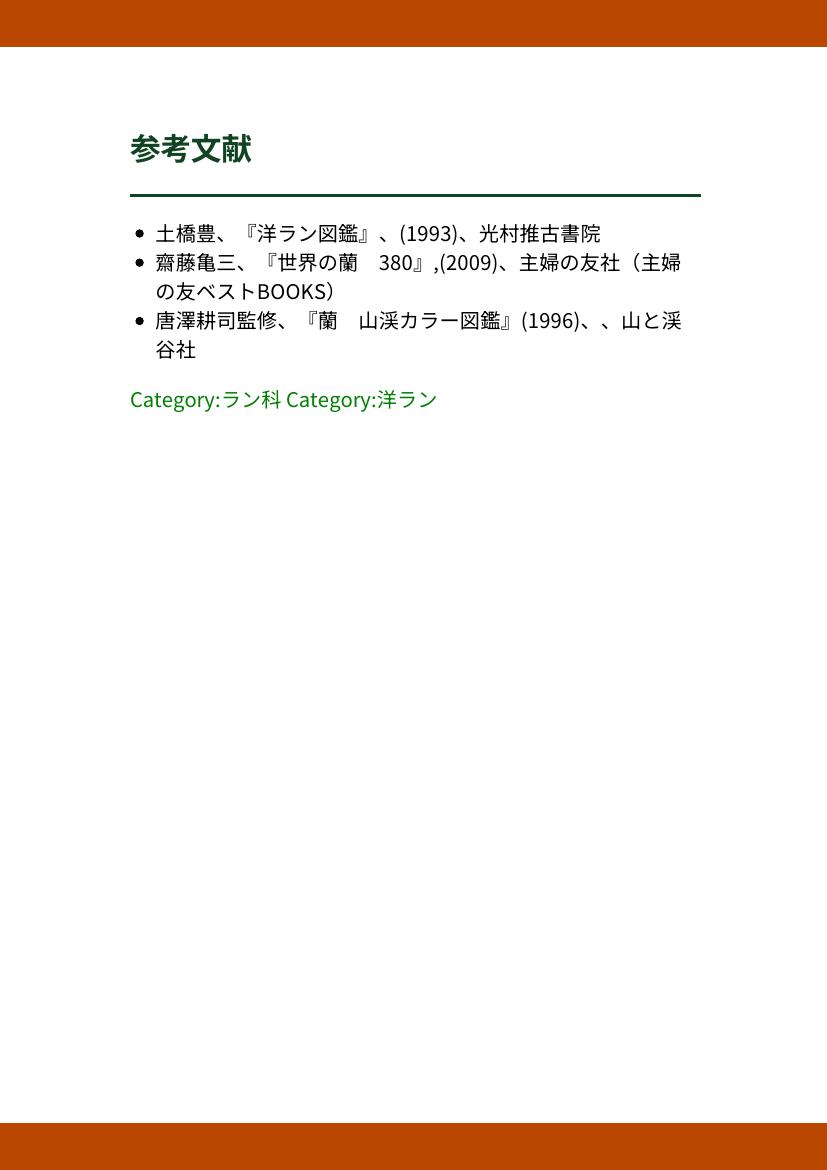 参考文献
土橋豊、『洋ラン図鑑』、(1993)、光村推古書院
齋藤亀三、『世界の蘭　380』,(2009)、主婦の友社（主婦
の友ベストBOOKS）
唐澤耕司監修、『蘭　山渓カラー図鑑』(1996)、、山と渓
谷社
Category:ラン科 Category:洋ラン